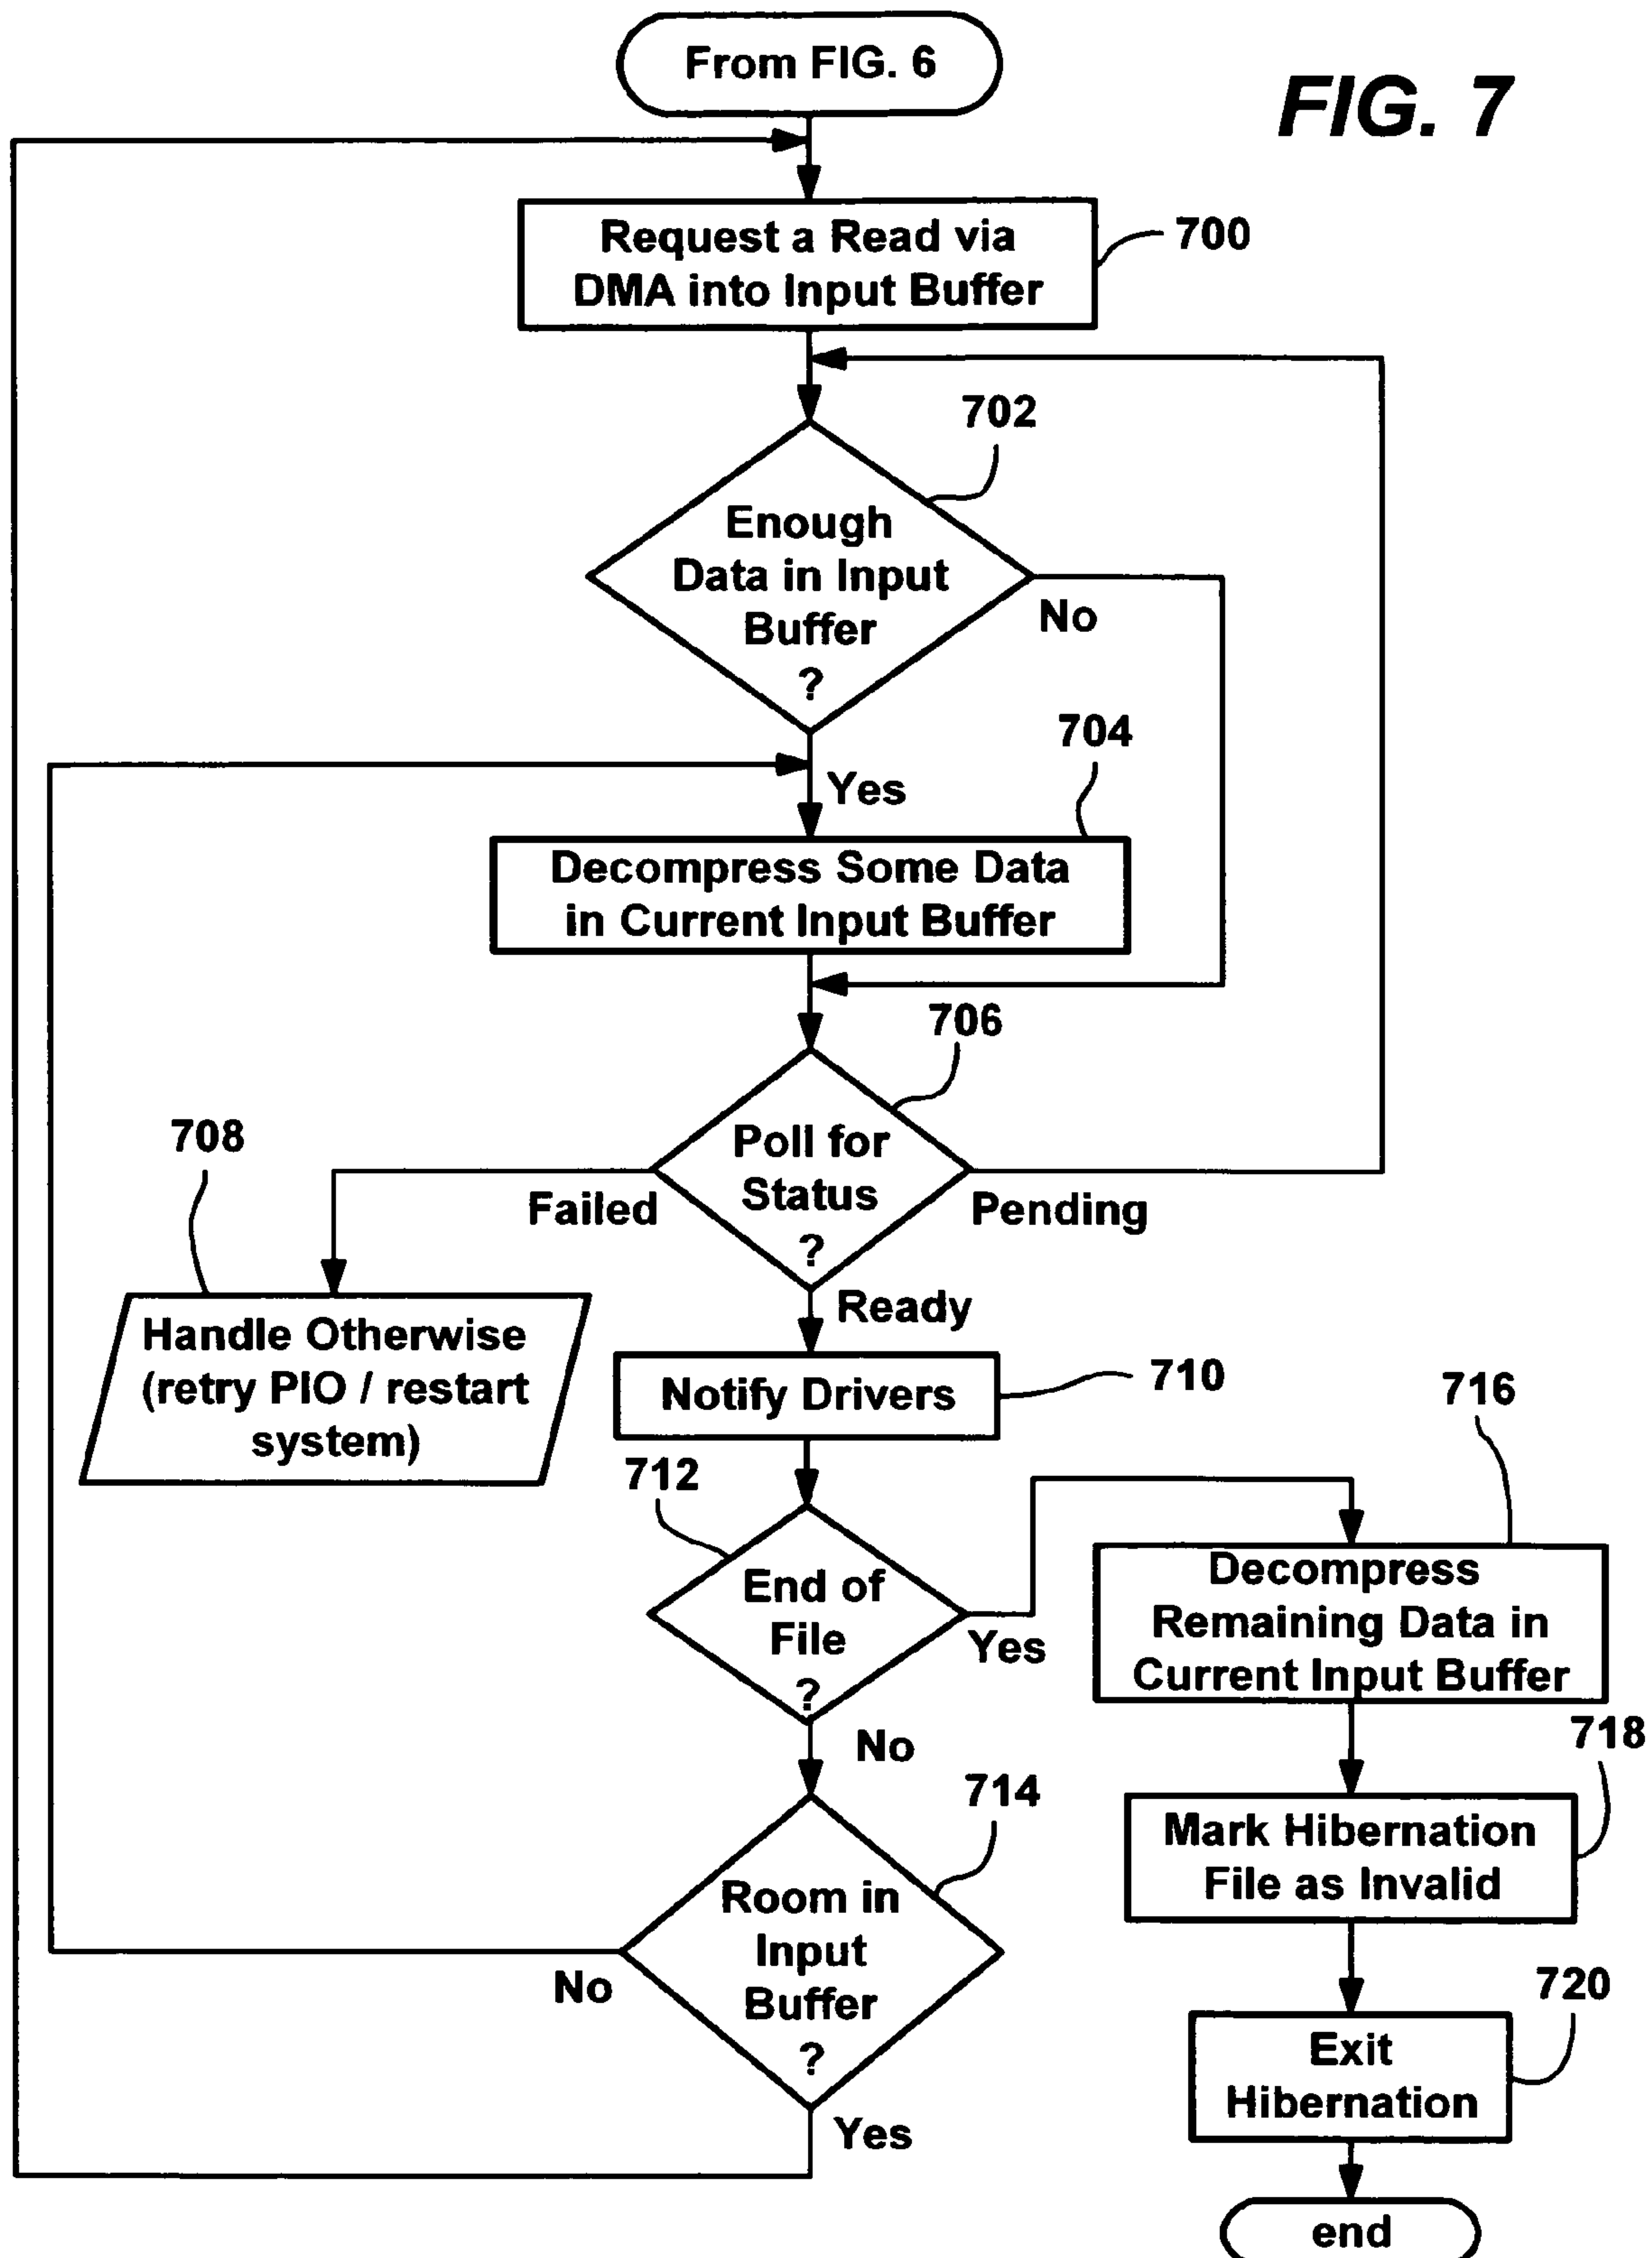 From FIG. 6
FIG. 7
Request a Read via
DMA into Input Buffer
700
702
Enough
Data in Input
Buffer
?
No
704
Yes
Decompress Some Data
in Current Input Buffer
706
708
Poll for
Status
?
Failed
Pending
Ready
Handle Otherwise
(retry PIO / restart
system)
Notify Drivers
710
716
712
End of
File
?
Yes
Decompress
Remaining Data in
Current Input Buffer
No
718
714
Mark Hibernation
File as Invalid
Room in
Input
Buffer
?
No
720
Exit
Hibernation
Yes
end